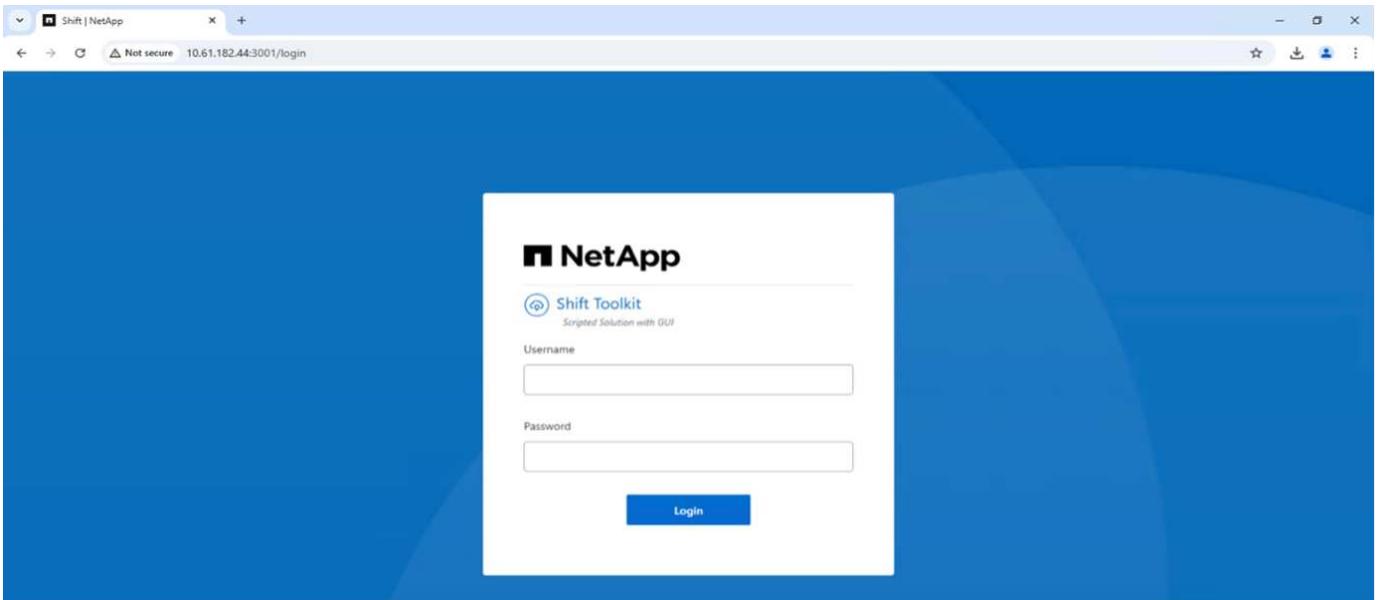 Shift | NetApp
Not secure 10.61.182.44:3001/login
NetApp
Shift Toolkit
Scripted Solution with GUI
Username
Password
Login